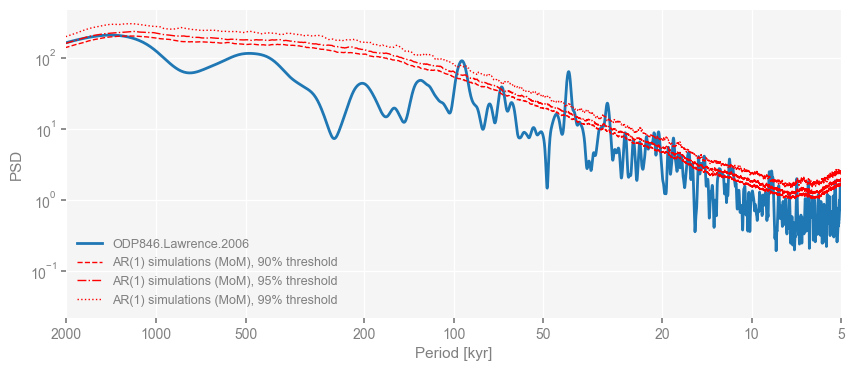 PSD
10²
10¹
10⁰
10⁻¹
ODP846.Lawrence.2006
AR(1) simulations (MoM), 90% threshold
AR(1) simulations (MoM), 95% threshold
AR(1) simulations (MoM), 99% threshold
2000 1000 500 200 100 50 20 10 5
Period [kyr]